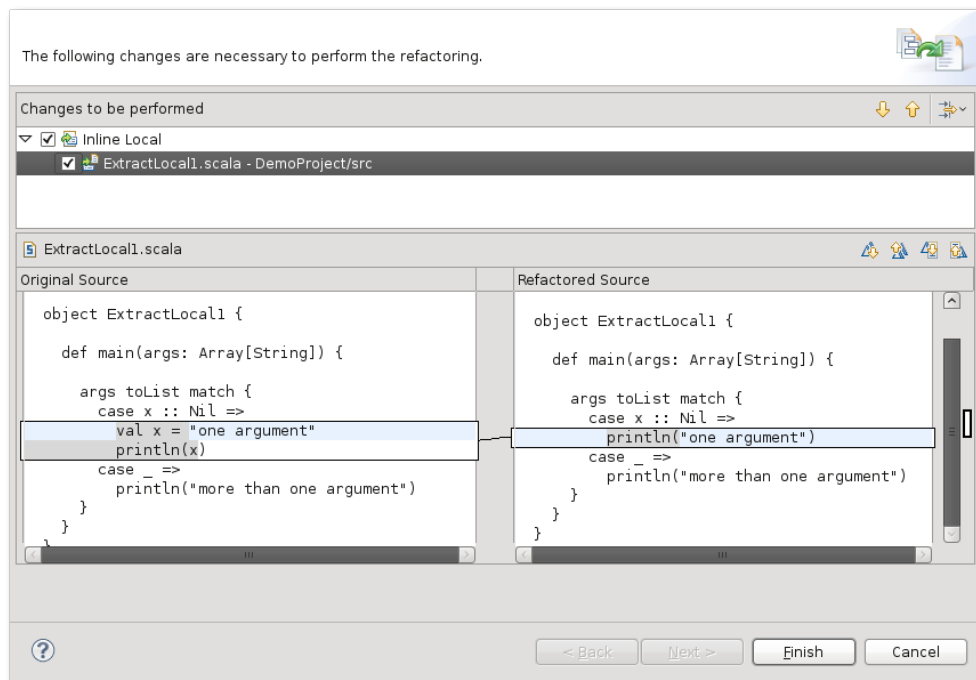 The following changes are necessary to perform the refactoring.
Changes to be performed
Inline Local
ExtractLocal1.scala - DemoProject/src
ExtractLocal1.scala
Original Source
object ExtractLocal1 {
def main(args: Array[String]) {
args toList match {
case x :: Nil =>
val x = "one argument"
println(x)
case _ =>
println("more than one argument")
}
}
}
Refactored Source
object ExtractLocal1 {
def main(args: Array[String]) {
args toList match {
case x :: Nil =>
println("one argument")
case _ =>
println("more than one argument")
}
}
}
< Back
Next >
Finish
Cancel